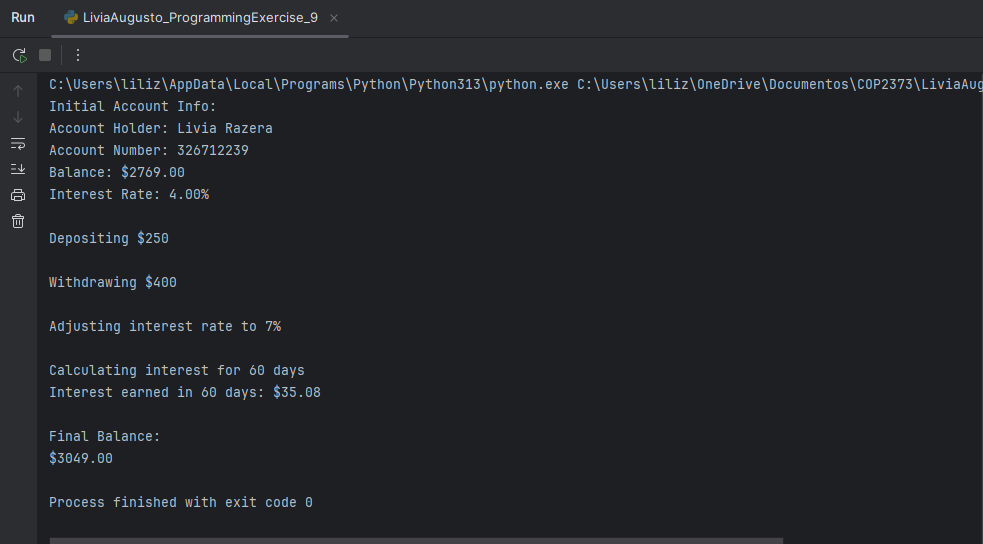 Run LiviaAugusto_ProgrammingExercise_9
C:\Users\liliz\AppData\Local\Programs\Python\Python313\python.exe C:\Users\liliz\OneDrive\Documentos\COP2373\LiviaAug
Initial Account Info:
Account Holder: Livia Razera
Account Number: 326712239
Balance: $2769.00
Interest Rate: 4.00%
Depositing $250
Withdrawing $400
Adjusting interest rate to 7%
Calculating interest for 60 days
Interest earned in 60 days: $35.08
Final Balance:
$3049.00
Process finished with exit code 0